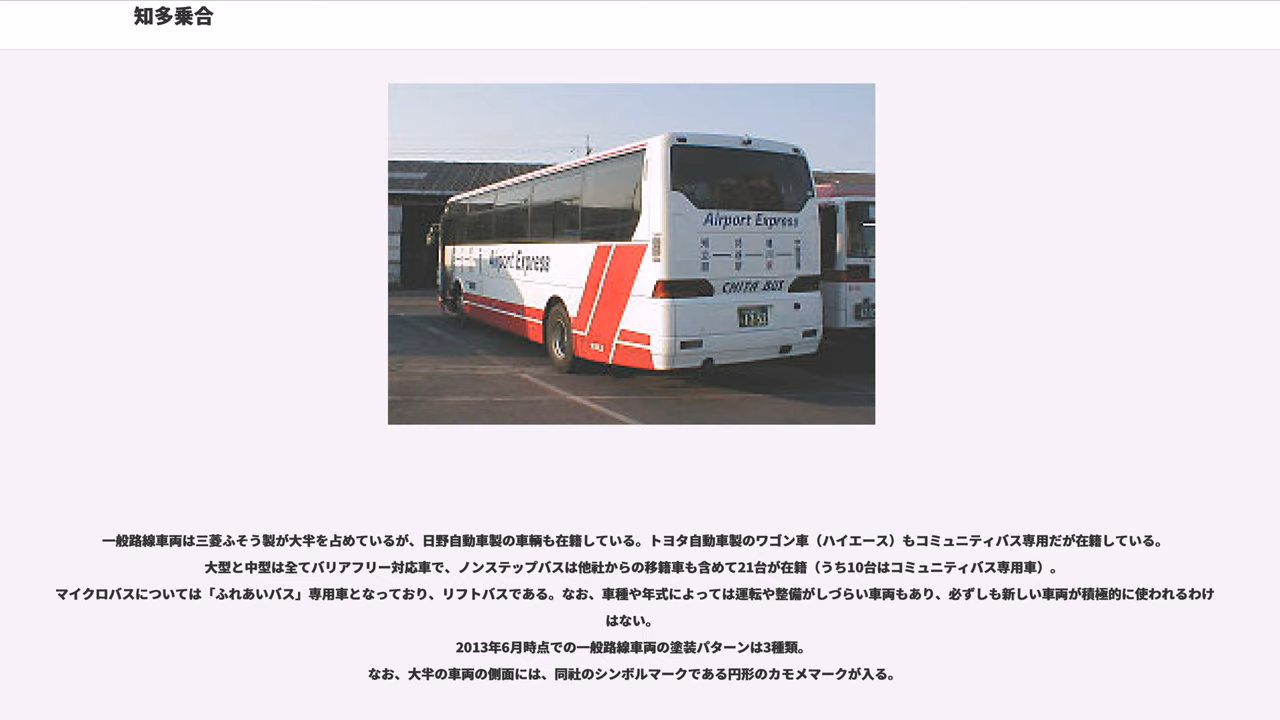 知多乗合
Airport Express
Airport Express
CHITA BUS
一般路線車両は三菱ふそう製が大半を占めているが、日野自動車製の車輌も在籍している。トヨタ自動車製のワゴン車（ハイエース）もコミュニティバス専用だが在籍している。
大型と中型は全てバリアフリー対応車で、ノンステップバスは他社からの移籍車も含めて21台が在籍（うち10台はコミュニティバス専用車）。
マイクロバスについては「ふれあいバス」専用車となっており、リフトバスである。なお、車種や年式によっては運転や整備がしづらい車両もあり、必ずしも新しい車両が積極的に使われるわけ
はない。
2013年6月時点での一般路線車両の塗装パターンは3種類。
なお、大半の車両の側面には、同社のシンボルマークである円形のカモメマークが入る。